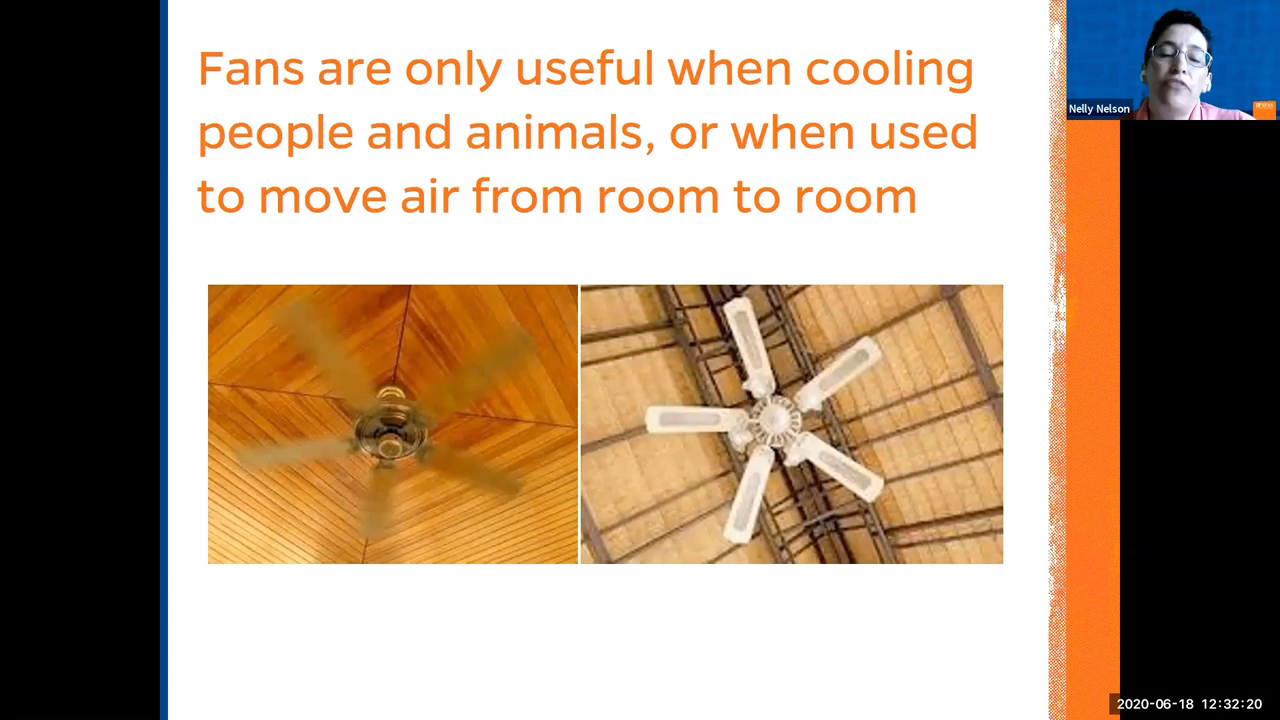 Fans are only useful when cooling
people and animals, or when used
to move air from room to room
Nelly Nelson
2020-06-18 12:32:20